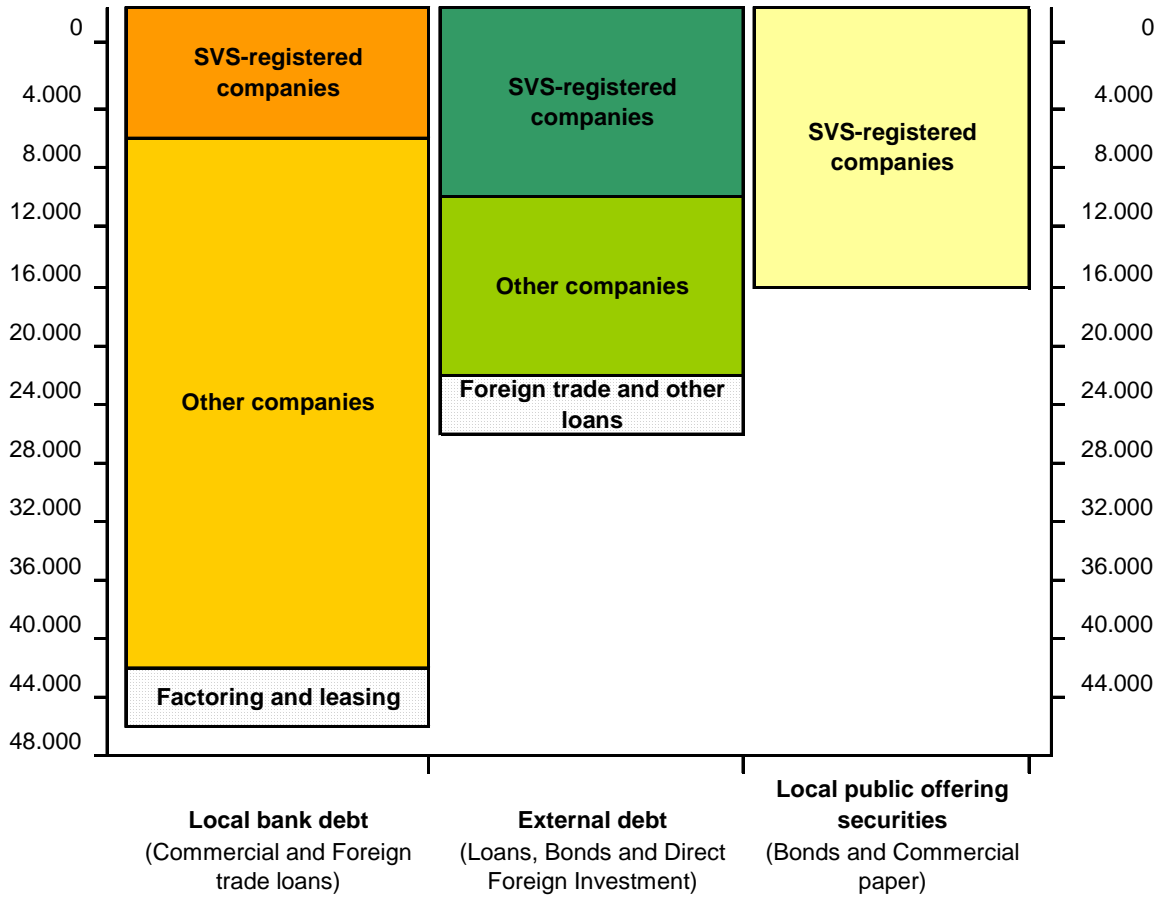 0
4.000
8.000
12.000
16.000
20.000
24.000
28.000
32.000
36.000
40.000
44.000
48.000
SVS-registered
companies
Other companies
Factoring and leasing
SVS-registered
companies
Other companies
Foreign trade and other
loans
SVS-registered
companies
0
4.000
8.000
12.000
16.000
20.000
24.000
28.000
32.000
36.000
40.000
44.000
Local bank debt
(Commercial and Foreign
trade loans)
External debt
(Loans, Bonds and Direct
Foreign Investment)
Local public offering
securities
(Bonds and Commercial
paper)